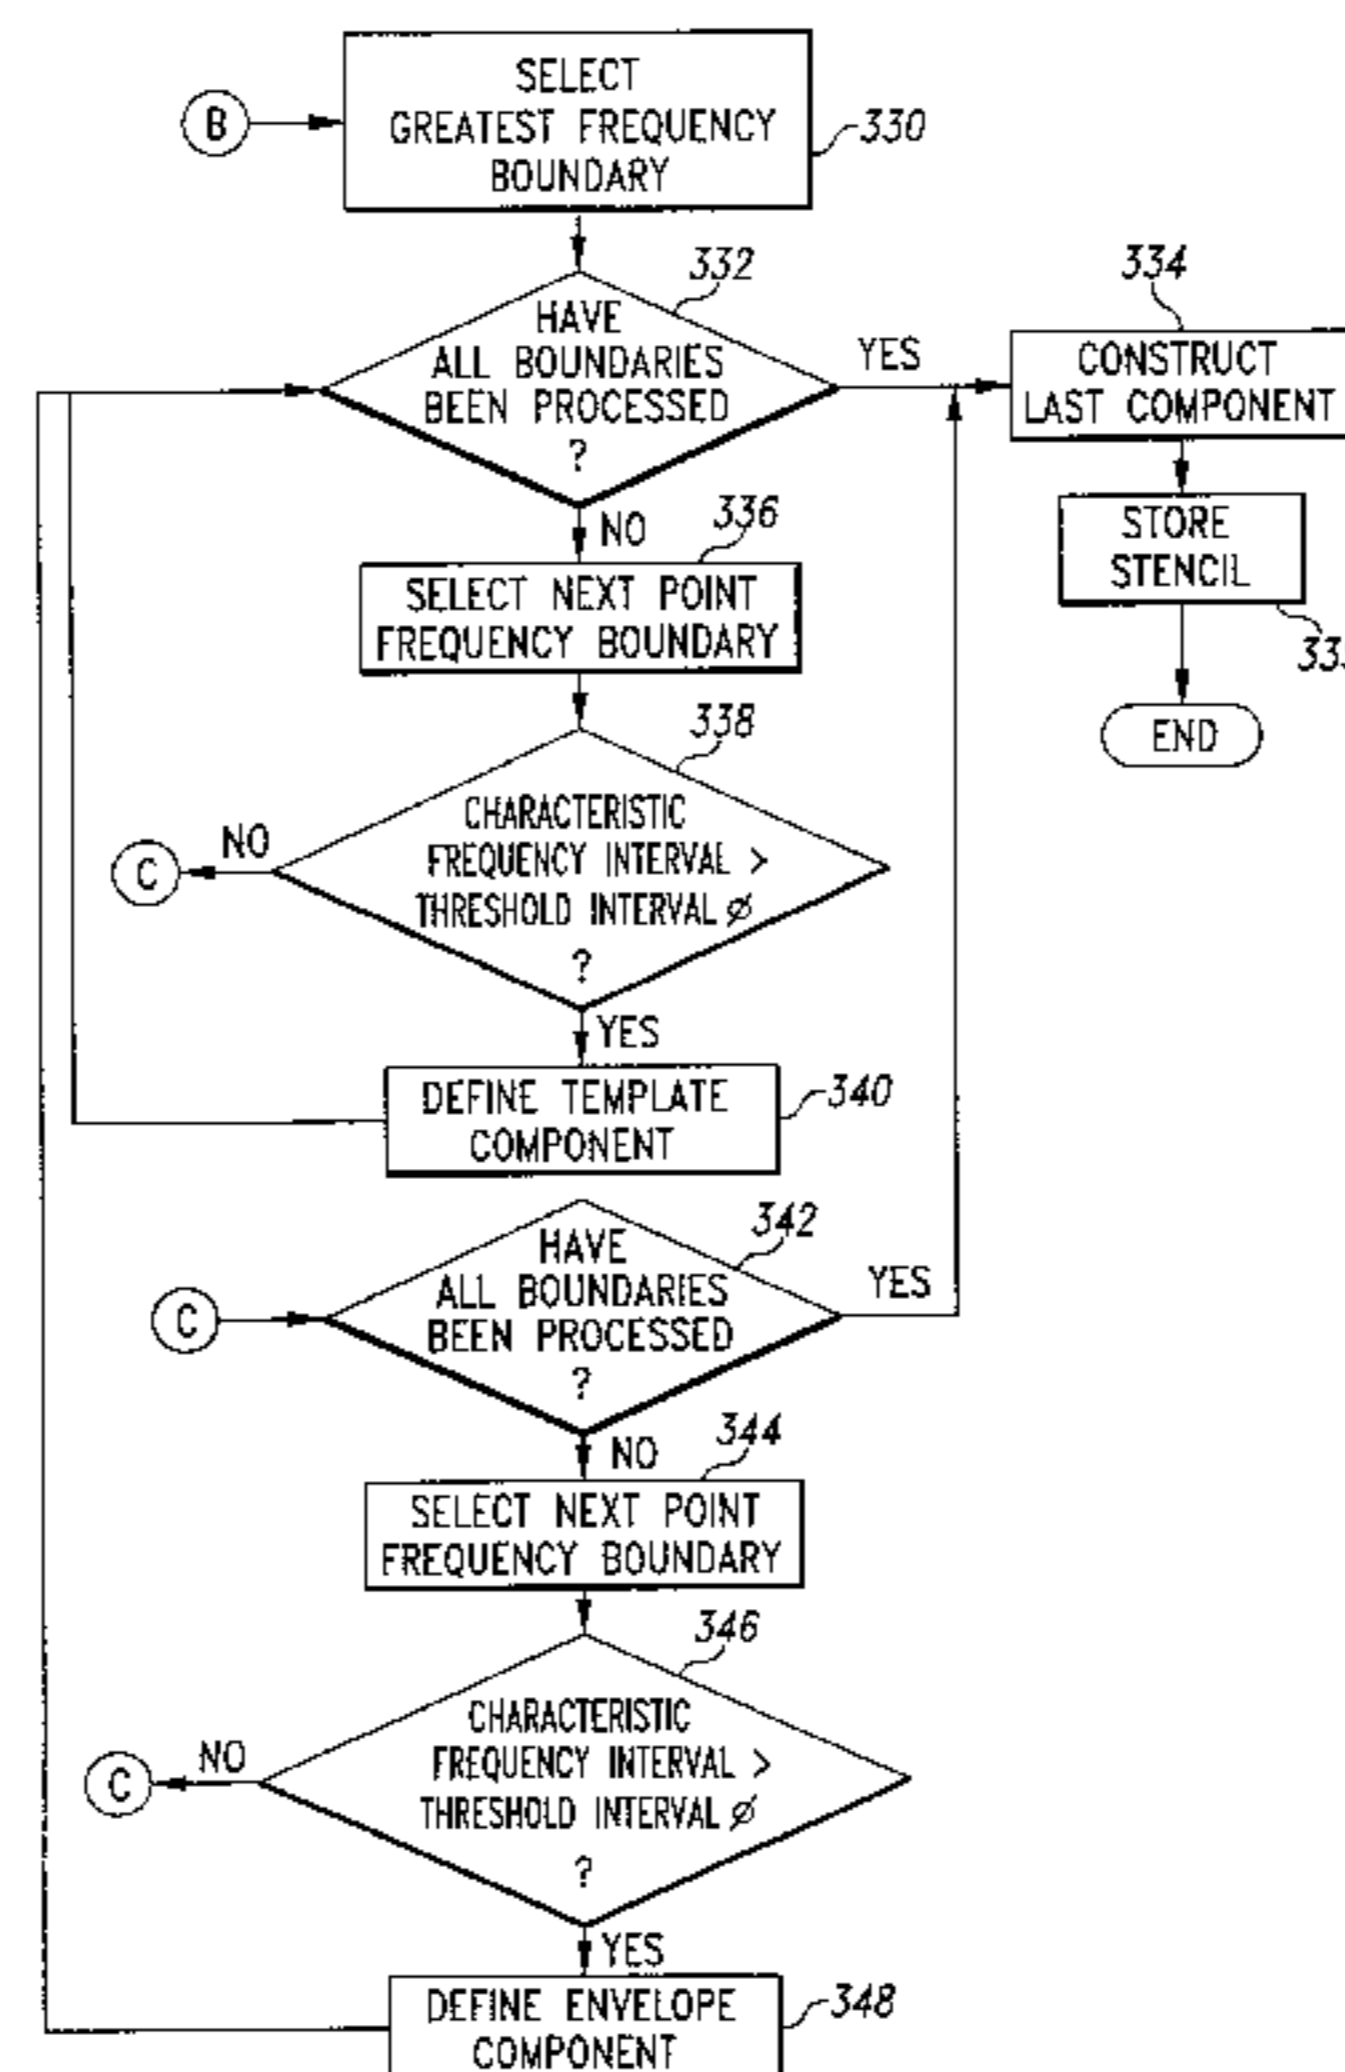 B
SELECT
GREATEST FREQUENCY
BOUNDARY
330
332
HAVE
ALL BOUNDARIES
BEEN PROCESSED
?
YES
334
CONSTRUCT
LAST COMPONENT
NO
336
STORE
STENCIL
SELECT NEXT POINT
FREQUENCY BOUNDARY
END
338
CHARACTERISTIC
FREQUENCY INTERVAL >
THRESHOLD INTERVAL Ø
?
NO
C
YES
DEFINE TEMPLATE
COMPONENT
340
342
HAVE
ALL BOUNDARIES
BEEN PROCESSED
?
YES
C
NO
344
SELECT NEXT POINT
FREQUENCY BOUNDARY
346
CHARACTERISTIC
FREQUENCY INTERVAL >
THRESHOLD INTERVAL Ø
?
NO
C
YES
DEFINE ENVELOPE
COMPONENT
348